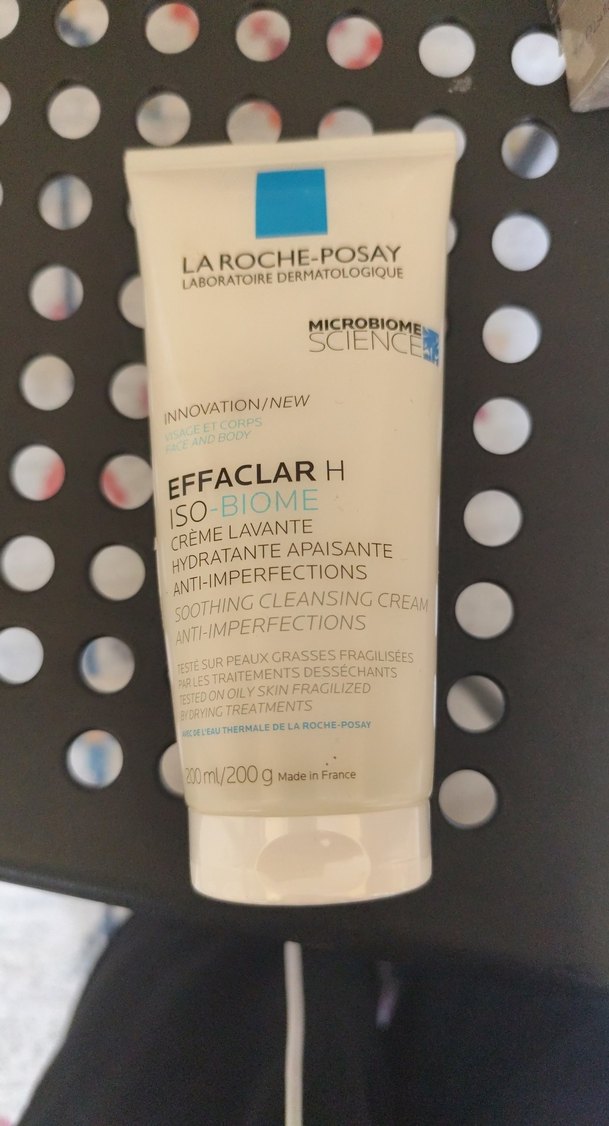 LA ROCHE-POSAY
LABORATOIRE DERMATOLOGIQUE
MICROBIOME
SCIENCE
INNOVATION/NEW
VISAGE ET CORPS
FACE AND BODY
EFFACLAR H
ISO-BIOME
CRÈME LAVANTE
HYDRATANTE APAISANTE
ANTI-IMPERFECTIONS
SOOTHING CLEANSING CREAM
ANTI-IMPERFECTIONS
TESTÉ SUR PEAUX GRASSES FRAGILISÉES
PAR LES TRAITEMENTS DESSÉCHANTS
TESTED ON OILY SKIN FRAGILIZED
BY DRYING TREATMENTS
AVEC DE L'EAU THERMALE DE LA ROCHE-POSAY
200 ml/200 g Made in France